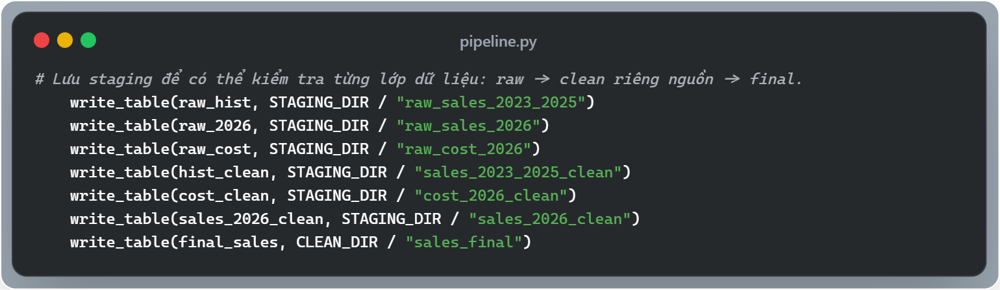 pipeline.py
# Lưu staging để có thể kiểm tra từng lớp dữ liệu: raw -> clean riêng nguồn -> final.
    write_table(raw_hist, STAGING_DIR / "raw_sales_2023_2025")
    write_table(raw_2026, STAGING_DIR / "raw_sales_2026")
    write_table(raw_cost, STAGING_DIR / "raw_cost_2026")
    write_table(hist_clean, STAGING_DIR / "sales_2023_2025_clean")
    write_table(cost_clean, STAGING_DIR / "cost_2026_clean")
    write_table(sales_2026_clean, STAGING_DIR / "sales_2026_clean")
    write_table(final_sales, CLEAN_DIR / "sales_final")